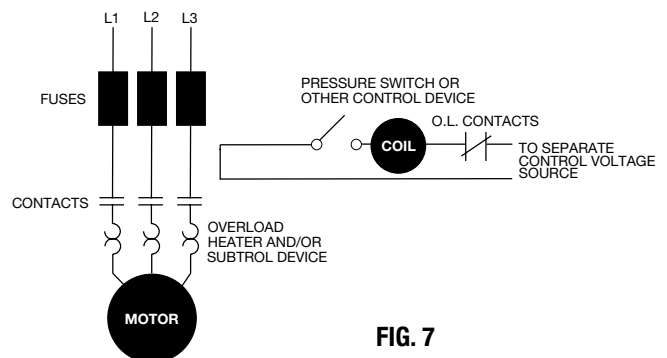 L1 L2 L3
FUSES
PRESSURE SWITCH OR
OTHER CONTROL DEVICE
O.L. CONTACTS
COIL
TO SEPARATE
CONTROL VOLTAGE
SOURCE
CONTACTS
OVERLOAD
HEATER AND/OR
SUBTROL DEVICE
MOTOR
FIG. 7